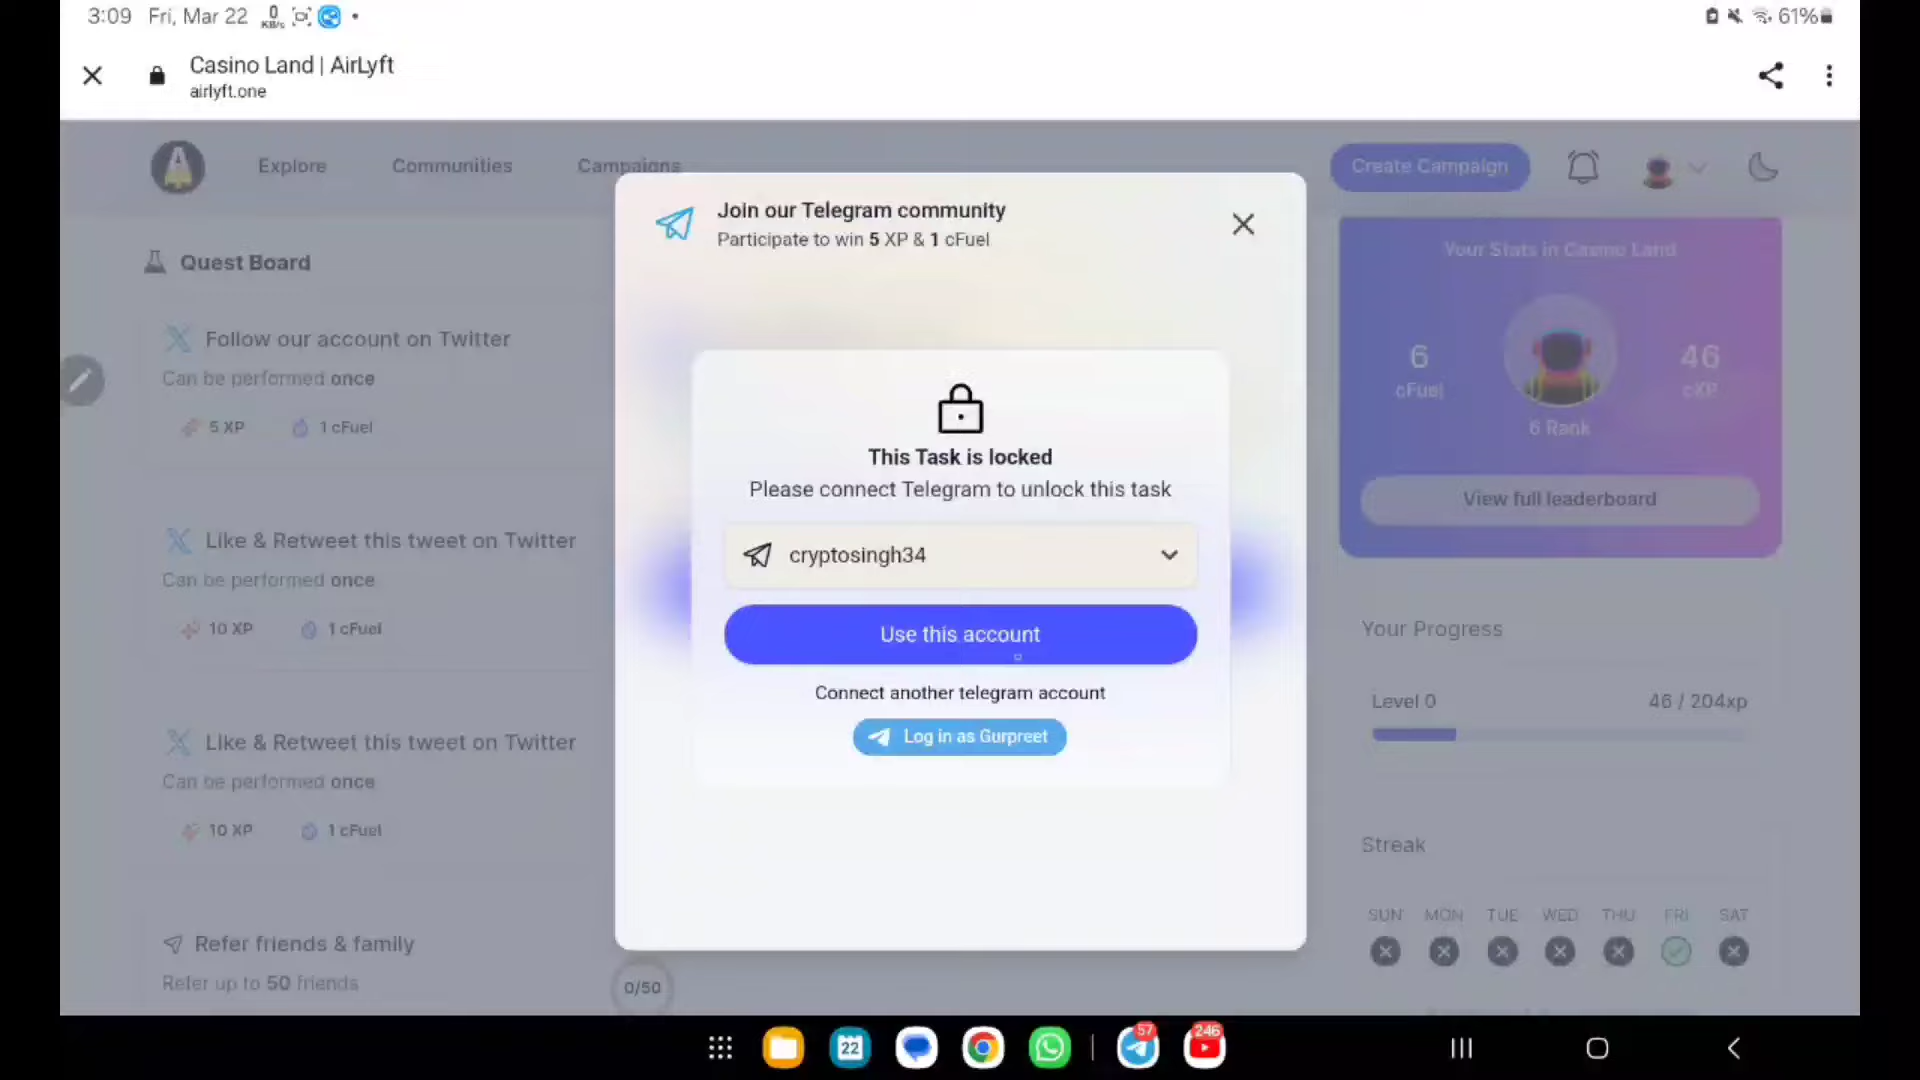 3:09 Fri, Mar 22 0 KB/s 61%
Casino Land | AirLyft
airlyft.one
Explore Communities Campaigns Create Campaign
Join our Telegram community
Participate to win 5 XP & 1 cFuel
Quest Board
Follow our account on Twitter
Can be performed once
5 XP 1 cFuel
Like & Retweet this tweet on Twitter
Can be performed once
10 XP 1 cFuel
Like & Retweet this tweet on Twitter
Can be performed once
10 XP 1 cFuel
Refer friends & family
Refer up to 50 friends
0/50
This Task is locked
Please connect Telegram to unlock this task
cryptosingh34
Use this account
Connect another telegram account
Log in as Gurpreet
Your Stats in Casino Land
6
cFuel
46
cXP
6 Rank
View full leaderboard
Your Progress
Level 0 46 / 204xp
Streak
SUN MON TUE WED THU FRI SAT
22 57 246